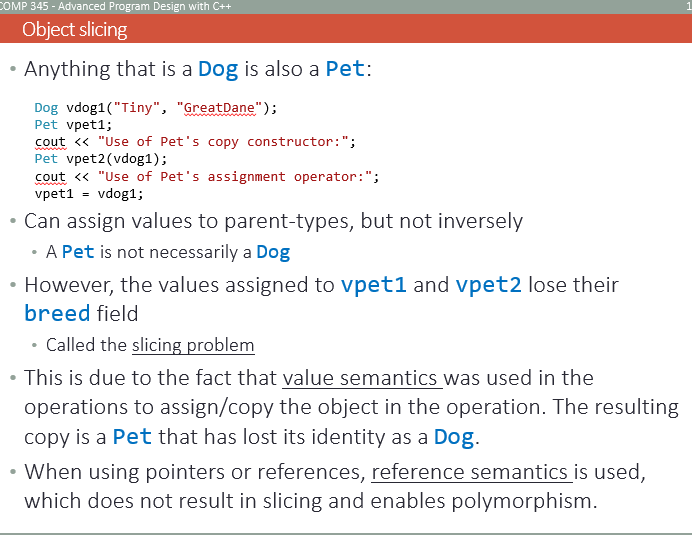 COMP 345 - Advanced Program Design with C++ 1
Object slicing
• Anything that is a Dog is also a Pet:
Dog vdog1("Tiny", "GreatDane");
Pet vpet1;
cout << "Use of Pet's copy constructor:";
Pet vpet2(vdog1);
cout << "Use of Pet's assignment operator:";
vpet1 = vdog1;
• Can assign values to parent-types, but not inversely
• A Pet is not necessarily a Dog
• However, the values assigned to vpet1 and vpet2 lose their
breed field
• Called the slicing problem
• This is due to the fact that value semantics was used in the
operations to assign/copy the object in the operation. The resulting
copy is a Pet that has lost its identity as a Dog.
• When using pointers or references, reference semantics is used,
which does not result in slicing and enables polymorphism.